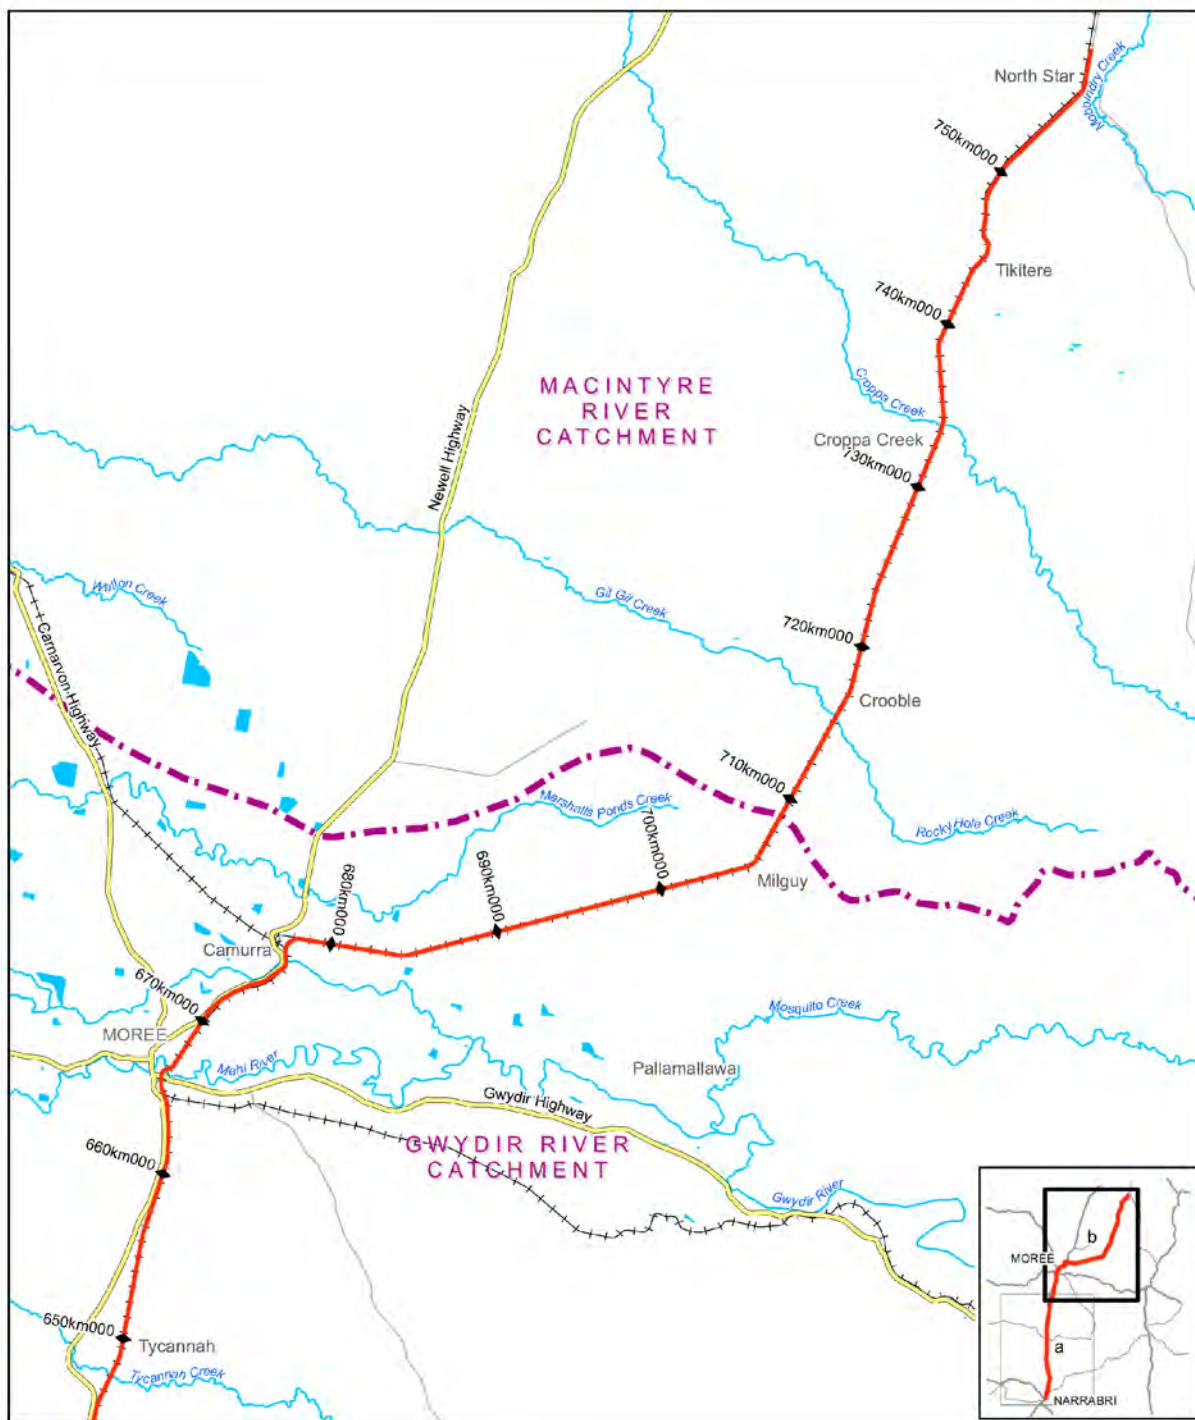 North Star
Mobbindry Creek
750km000
Tikitere
740km000
MACINTYRE
RIVER
CATCHMENT
Croppa Creek
Newell Highway
Croppa Creek
730km000
Wallon Creek
Gil Gil Creek
720km000
Carnarvon Highway
Crooble
710km000
Marshalls Ponds Creek
700km000
Rocky Hole Creek
690km000
680km000
Milguy
Camurra
670km000
Mosquito Creek
MOREE
Mehi River
Pallamallawa
Gwydir Highway
GWYDIR RIVER
CATCHMENT
660km000
Gwydir River
650km000
Tycannah
Tycannah Creek
b
MOREE
a
NARRABRI